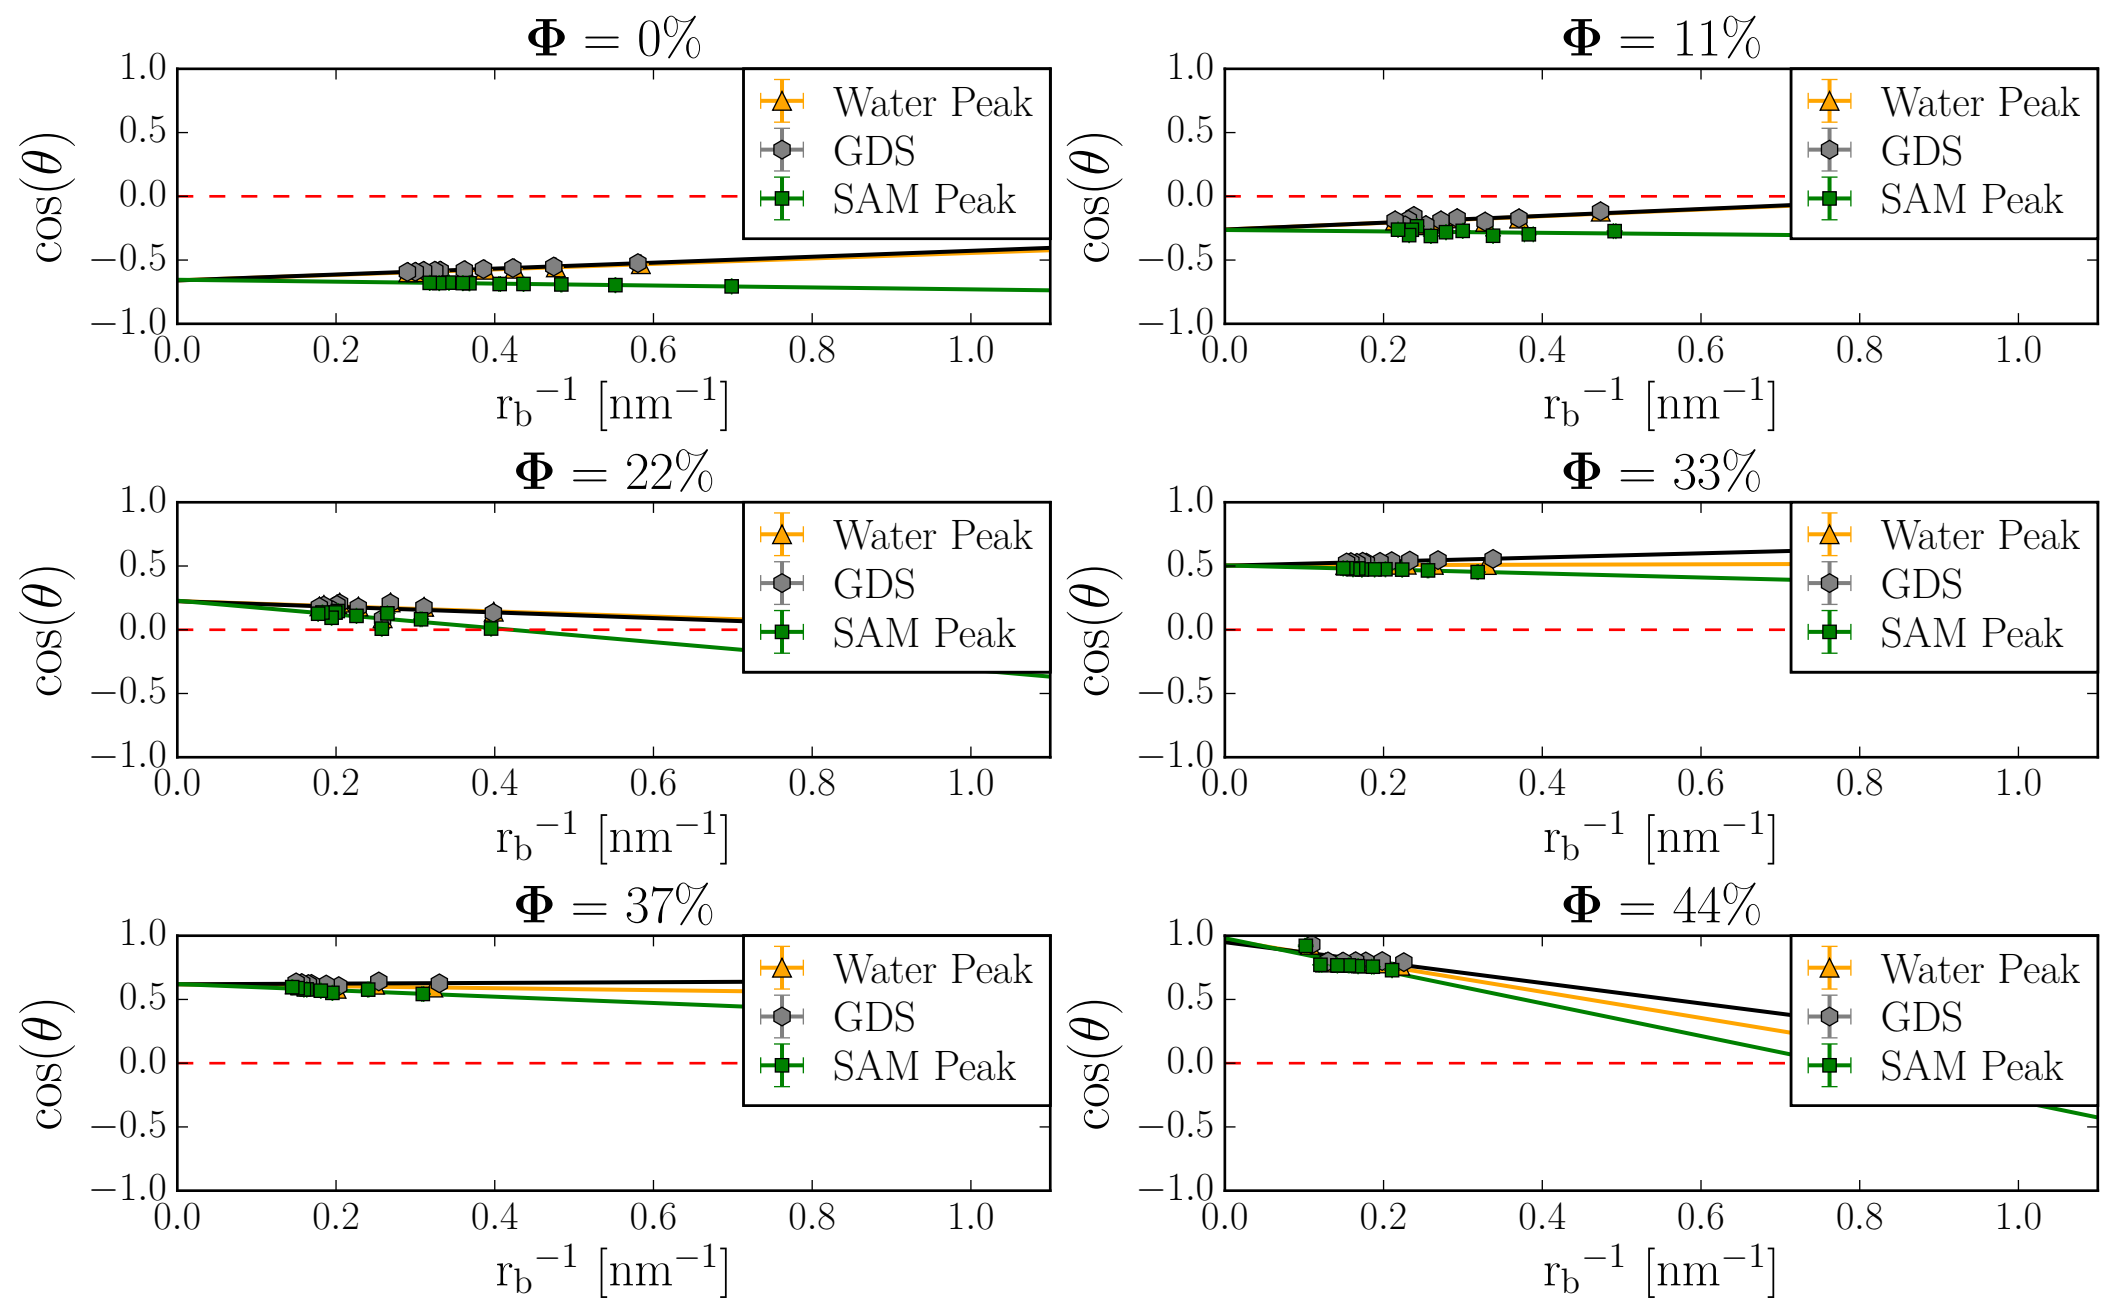 Φ = 0%
1.0
0.5
0.0
−0.5
−1.0
cos(θ)
0.0 0.2 0.4 0.6 0.8 1.0
r_b⁻¹ [nm⁻¹]
Water Peak
GDS
SAM Peak
Φ = 11%
1.0
0.5
0.0
−0.5
−1.0
cos(θ)
0.0 0.2 0.4 0.6 0.8 1.0
r_b⁻¹ [nm⁻¹]
Water Peak
GDS
SAM Peak
Φ = 22%
1.0
0.5
0.0
−0.5
−1.0
cos(θ)
0.0 0.2 0.4 0.6 0.8 1.0
r_b⁻¹ [nm⁻¹]
Water Peak
GDS
SAM Peak
Φ = 33%
1.0
0.5
0.0
−0.5
−1.0
cos(θ)
0.0 0.2 0.4 0.6 0.8 1.0
r_b⁻¹ [nm⁻¹]
Water Peak
GDS
SAM Peak
Φ = 37%
1.0
0.5
0.0
−0.5
−1.0
cos(θ)
0.0 0.2 0.4 0.6 0.8 1.0
r_b⁻¹ [nm⁻¹]
Water Peak
GDS
SAM Peak
Φ = 44%
1.0
0.5
0.0
−0.5
−1.0
cos(θ)
0.0 0.2 0.4 0.6 0.8 1.0
r_b⁻¹ [nm⁻¹]
Water Peak
GDS
SAM Peak